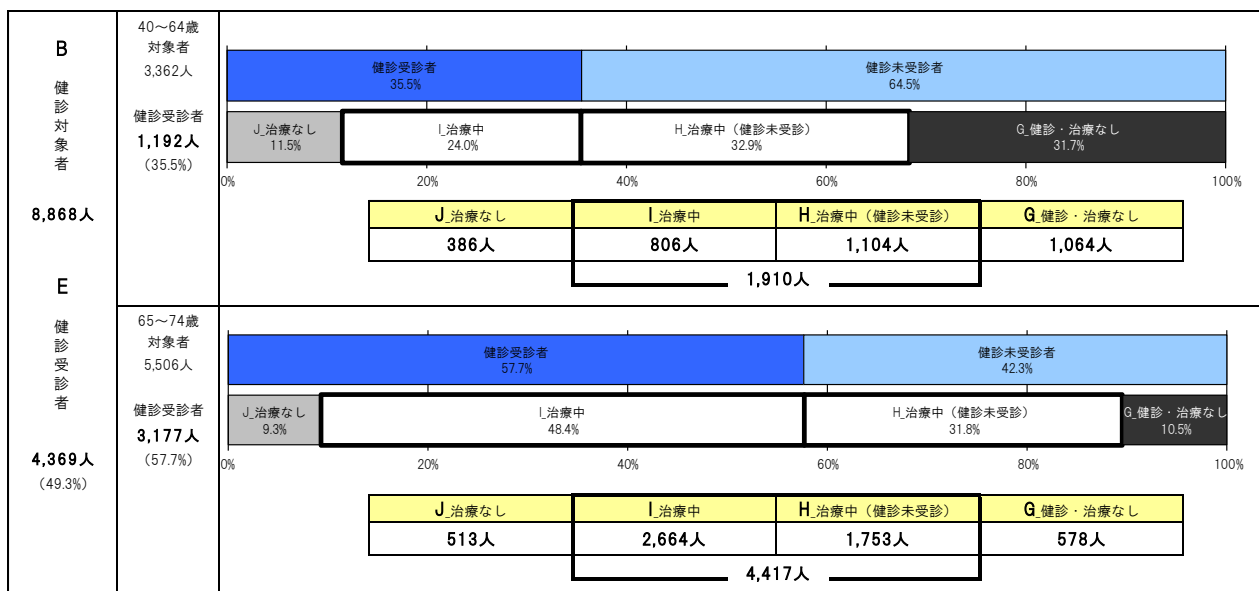 B
健診対象者
8,868人
E
健診受診者
4,369人
(49.3%)
40～64歳
対象者
3,362人
健診受診者
1,192人
(35.5%)
健診受診者
35.5%
健診未受診者
64.5%
J_治療なし
11.5%
I_治療中
24.0%
H_治療中（健診未受診）
32.9%
G_健診・治療なし
31.7%
0% 20% 40% 60% 80% 100%
J_治療なし I_治療中 H_治療中（健診未受診） G_健診・治療なし
386人 806人 1,104人 1,064人
1,910人
65～74歳
対象者
5,506人
健診受診者
3,177人
(57.7%)
健診受診者
57.7%
健診未受診者
42.3%
J_治療なし
9.3%
I_治療中
48.4%
H_治療中（健診未受診）
31.8%
G_健診・治療なし
10.5%
0% 20% 40% 60% 80% 100%
J_治療なし I_治療中 H_治療中（健診未受診） G_健診・治療なし
513人 2,664人 1,753人 578人
4,417人